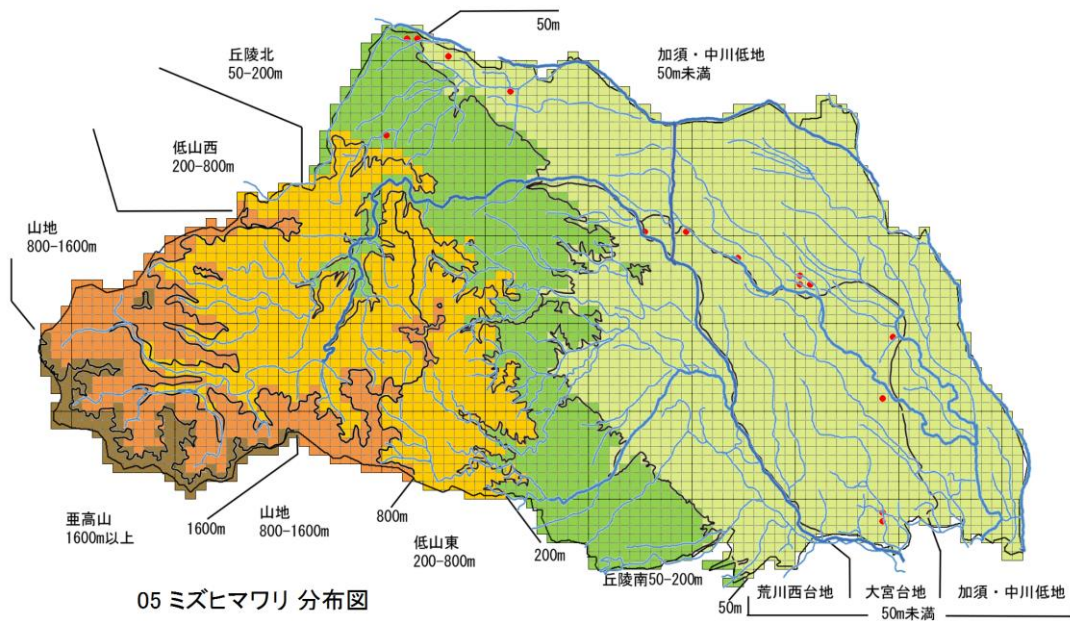 50m
丘陵北
50-200m
加須・中川低地
50m未満
低山西
200-800m
山地
800-1600m
亜高山
1600m以上
1600m
山地
800-1600m
800m
低山東
200-800m
200m
丘陵南50-200m
50m
荒川西台地
大宮台地
加須・中川低地
50m未満
05 ミズヒマワリ 分布図